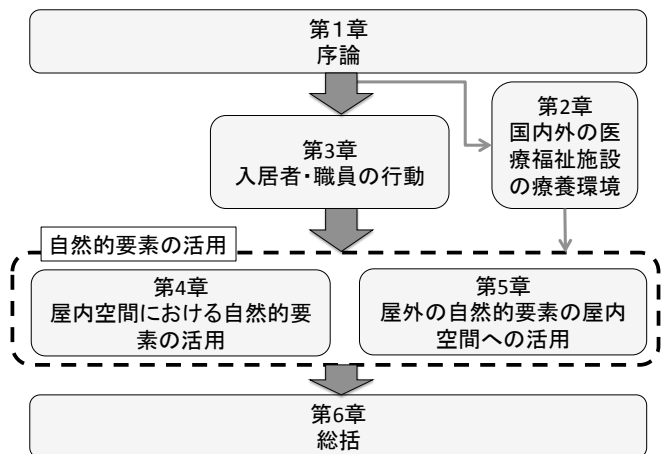 第１章
序論
第2章
国内外の医
療福祉施設
の療養環境
第3章
入居者・職員の行動
自然的要素の活用
第4章
屋内空間における自然的要
素の活用
第5章
屋外の自然的要素の屋内
空間への活用
第6章
総括